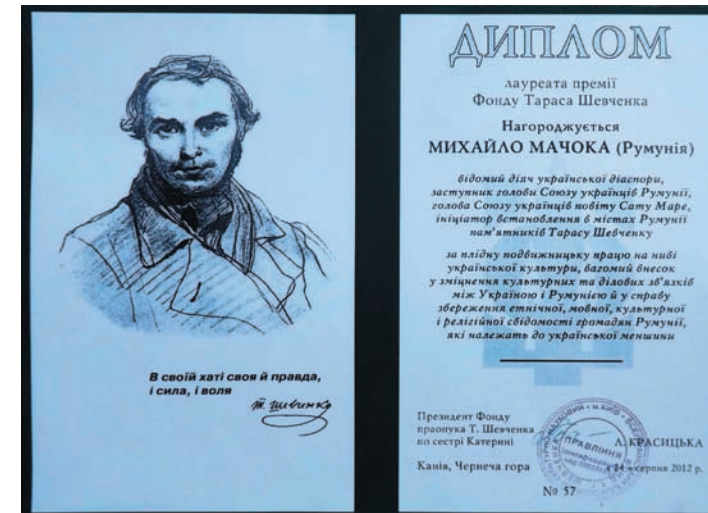 В своїй хаті своя й правда,
і сила, і воля
Т. Шевченко
ДИПЛОМ
лауреата премії
Фонду Тараса Шевченка
Нагороджується
МИХАЙЛО МАЧОКА (Румунія)
відомий діяч української діаспори,
заступник голови Союзу українців Румунії,
голова Союзу українців повіту Сату Маре,
ініціатор встановлення в містах Румунії
пам'ятників Тарасу Шевченку
за плідну подвижницьку працю на ниві
української культури, вагомий внесок
у зміцнення культурних та ділових зв'язків
між Україною і Румунією й у справу
збереження етнічної, мовної, культурної
і релігійної свідомості громадян Румунії,
які належать до української меншини
Президент Фонду
праонука Т. Шевченка
по сестрі Катерині
Л. КРАСИЦЬКА
Канів, Чернеча гора
« 24 » серпня 2012 р.
№ 57
ПРАВЛІННЯ